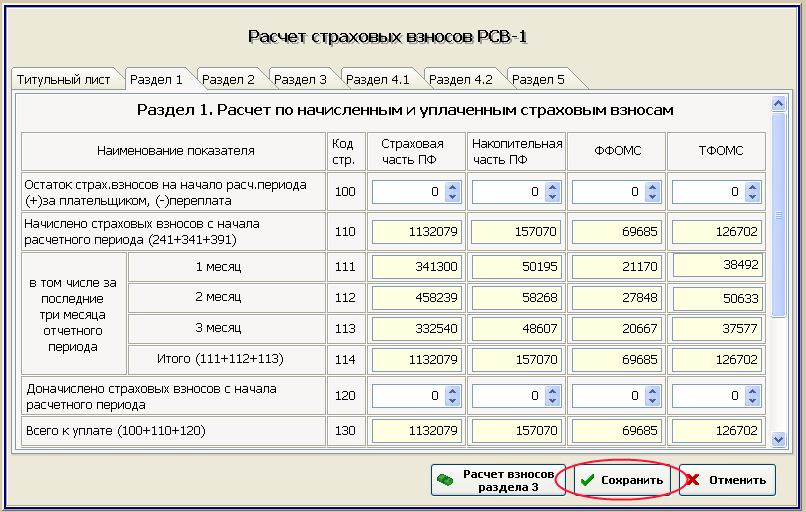 Расчет страховых взносов РСВ-1
Титульный лист Раздел 1 Раздел 2 Раздел 3 Раздел 4.1 Раздел 4.2 Раздел 5
Раздел 1. Расчет по начисленным и уплаченным страховым взносам
Наименование показателя Код стр. Страховая часть ПФ Накопительная часть ПФ ФФОМС ТФОМС
Остаток страх.взносов на начало расч.периода
(+)за плательщиком, (-)переплата 100 0 0 0 0
Начислено страховых взносов с начала
расчетного периода (241+341+391) 110 1132079 157070 69685 126702
в том числе за
последние
три месяца
отчетного
периода
1 месяц 111 341300 50195 21170 38492
2 месяц 112 458239 58268 27848 50633
3 месяц 113 332540 48607 20667 37577
Итого (111+112+113) 114 1132079 157070 69685 126702
Доначислено страховых взносов с начала
расчетного периода 120 0 0 0 0
Всего к уплате (100+110+120) 130 1132079 157070 69685 126702
Расчет взносов
раздела 3
Сохранить
Отменить